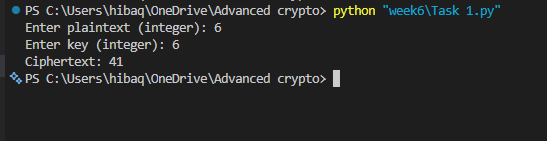 PS C:\Users\hibaq\OneDrive\Advanced crypto> python "week6\Task 1.py"
Enter plaintext (integer): 6
Enter key (integer): 6
Ciphertext: 41
PS C:\Users\hibaq\OneDrive\Advanced crypto>